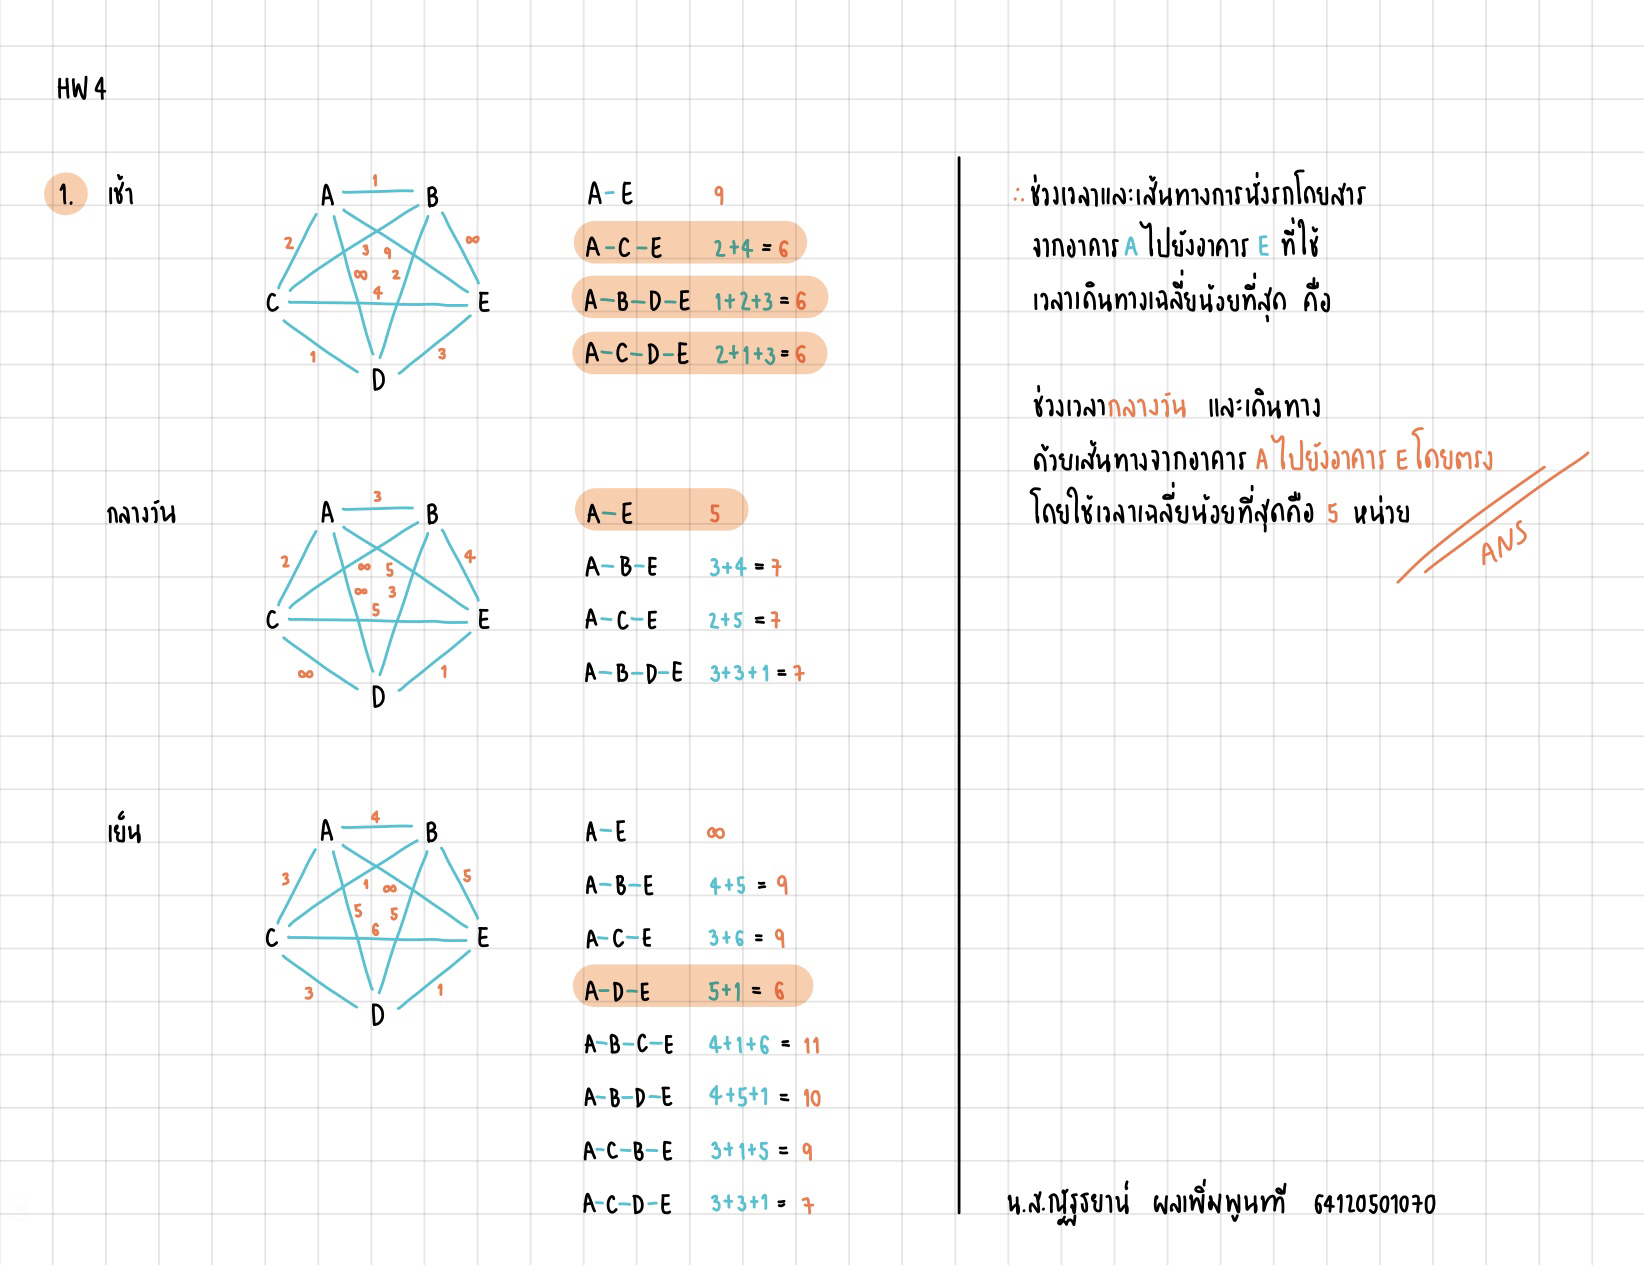 HW 4
1. เช้า
A 1 B
2 3 9 ∞
∞ 2
C 4 E
1 3
D
A-E 9
A-C-E 2+4 = 6
A-B-D-E 1+2+3 = 6
A-C-D-E 2+1+3 = 6
กลางวัน
A 3 B
2 ∞ 5 4
∞ 3
C 5 E
∞ 1
D
A-E 5
A-B-E 3+4 = 7
A-C-E 2+5 = 7
A-B-D-E 3+3+1 = 7
เย็น
A 4 B
3 1 ∞ 5
5 5
C 6 E
3 1
D
A-E ∞
A-B-E 4+5 = 9
A-C-E 3+6 = 9
A-D-E 5+1 = 6
A-B-C-E 4+1+6 = 11
A-B-D-E 4+5+1 = 10
A-C-B-E 3+1+5 = 9
A-C-D-E 3+3+1 = 7
∴ ช่วงเวลาและเส้นทางการนั่งรถโดยสาร
จากอาคาร A ไปยังอาคาร E ที่ใช้
เวลาเดินทางเฉลี่ยน้อยที่สุด คือ
ช่วงเวลากลางวัน และเดินทาง
ด้วยเส้นทางจากอาคาร A ไปยังอาคาร E โดยตรง
โดยใช้เวลาเฉลี่ยน้อยที่สุดคือ 5 หน่วย
ANS
น.ส.ณัฐรยาน์ ผลเพิ่มพูนทวี 64120501070